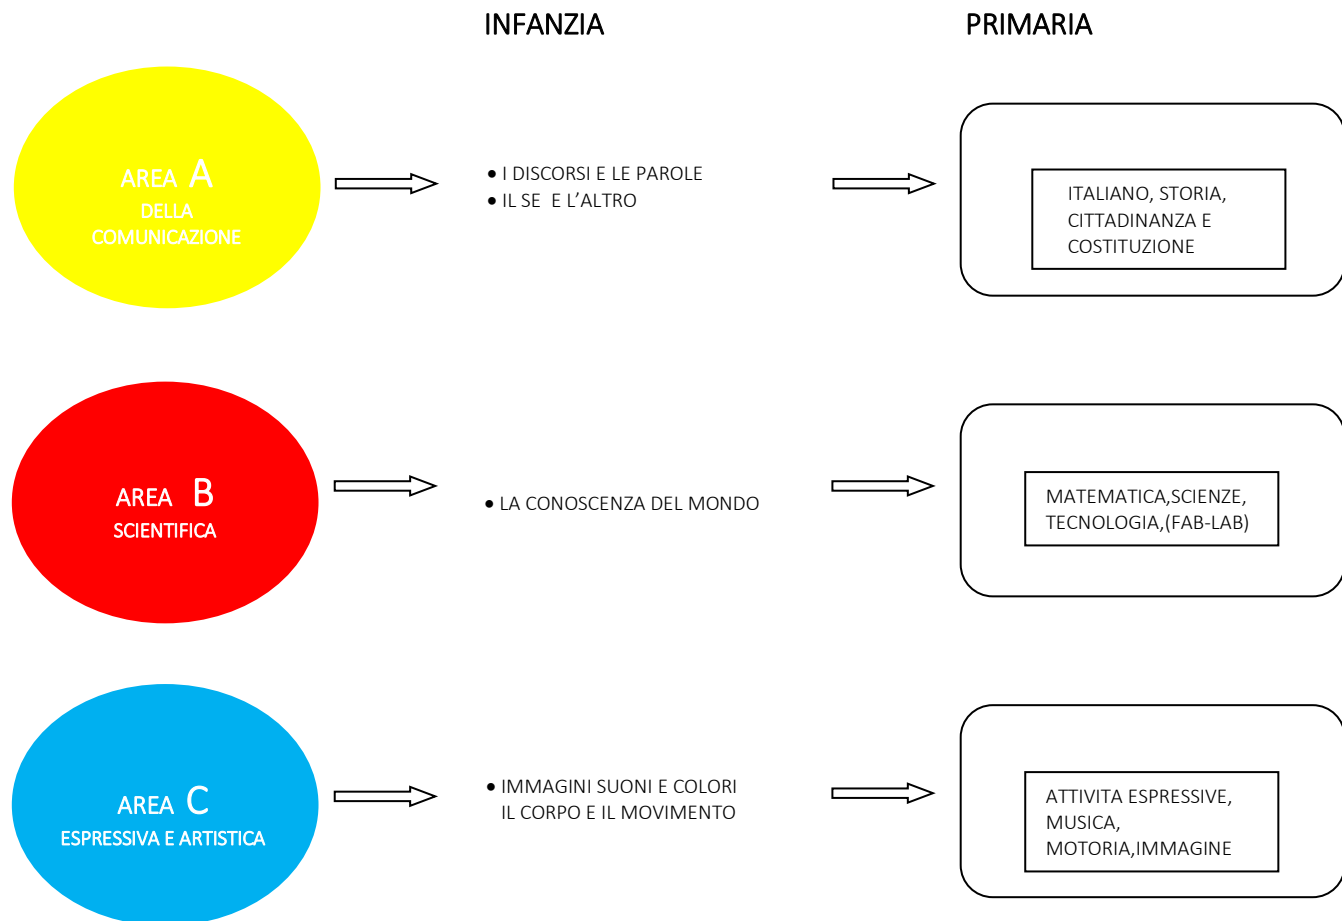 INFANZIA
PRIMARIA
AREA A
DELLA
COMUNICAZIONE
• I DISCORSI E LE PAROLE
• IL SE E L’ALTRO
ITALIANO, STORIA,
CITTADINANZA E
COSTITUZIONE
AREA B
SCIENTIFICA
• LA CONOSCENZA DEL MONDO
MATEMATICA,SCIENZE,
TECNOLOGIA,(FAB-LAB)
AREA C
ESPRESSIVA E ARTISTICA
• IMMAGINI SUONI E COLORI
IL CORPO E IL MOVIMENTO
ATTIVITA ESPRESSIVE,
MUSICA,
MOTORIA,IMMAGINE